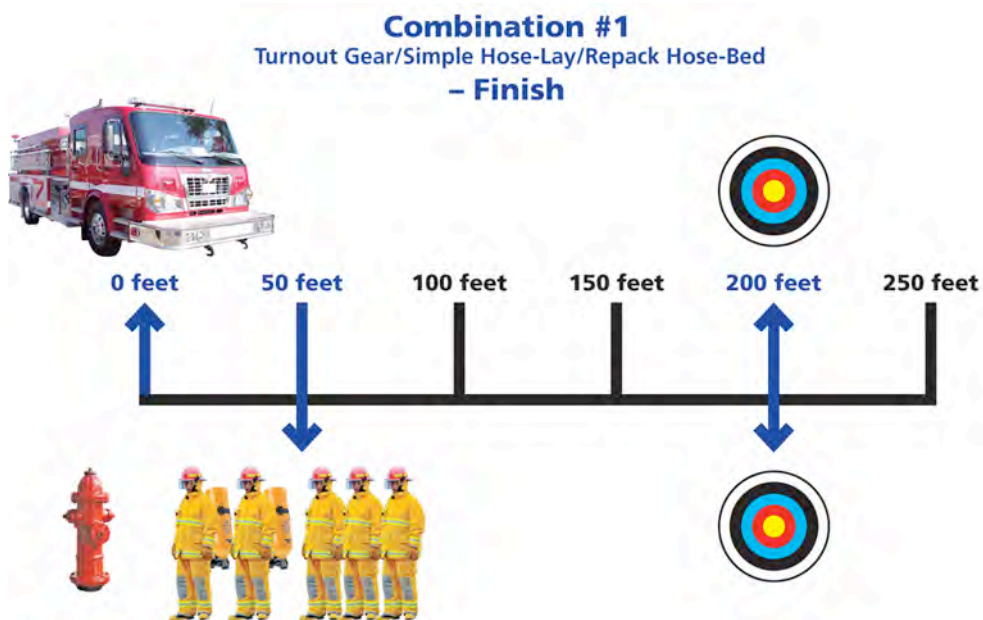 Combination #1
Turnout Gear/Simple Hose-Lay/Repack Hose-Bed
– Finish
0 feet 50 feet 100 feet 150 feet 200 feet 250 feet